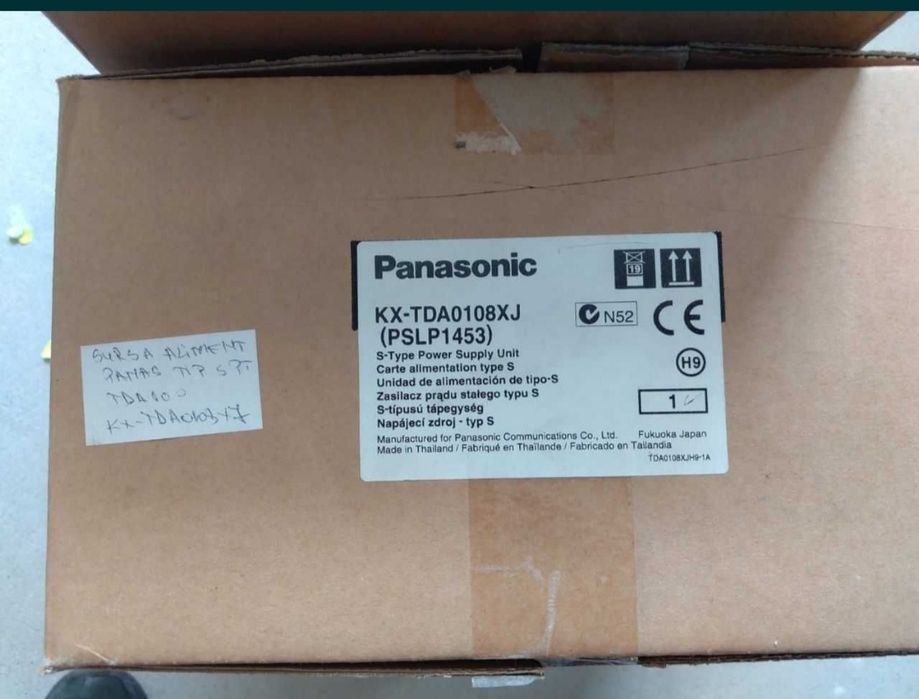 Panasonic
19
KX-TDA0108XJ
(PSLP1453)
N52
CE
S-Type Power Supply Unit
Carte alimentation type S
Unidad de alimentación de tipo-S
Zasilacz prądu stałego typu S
S-típusú tápegység
Napájecí zdroj - typ S
H9
1
Manufactured for Panasonic Communications Co., Ltd. Fukuoka Japan
Made in Thailand / Fabriqué en Thaïlande / Fabricado en Tailandia
TDA0108XJH9-1A
SURSA ALIMENT
PANAS TIP S PT
TDA100